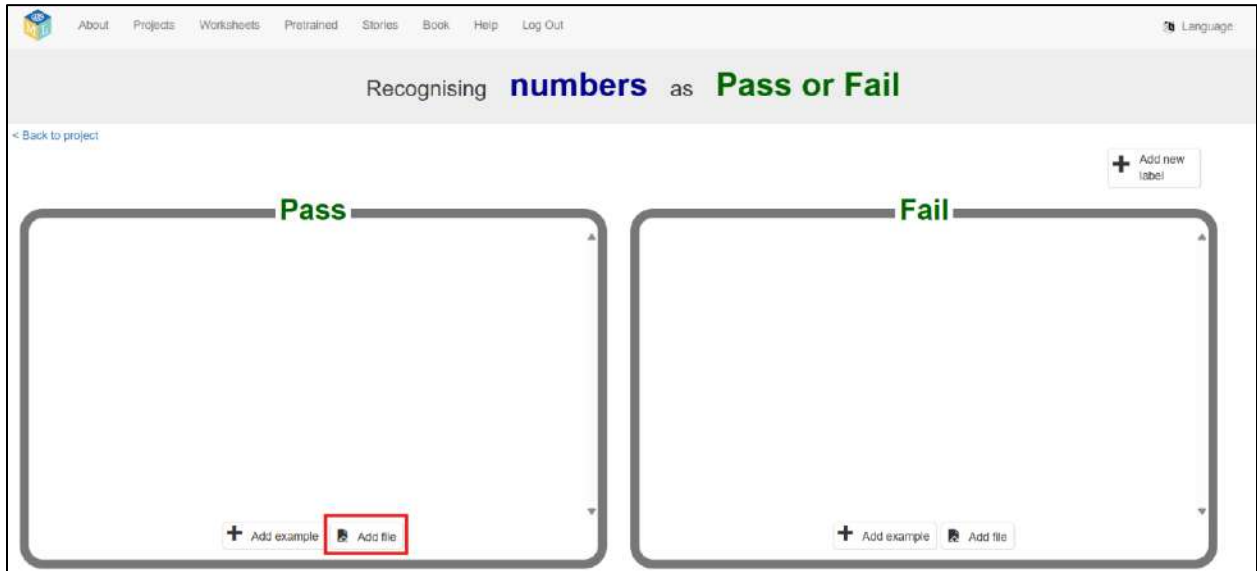 About Projects Worksheets Pretrained Stories Book Help Log Out Language
Recognising numbers as Pass or Fail
< Back to project
Add new
label
Pass
Fail
Add example Add file
Add example Add file